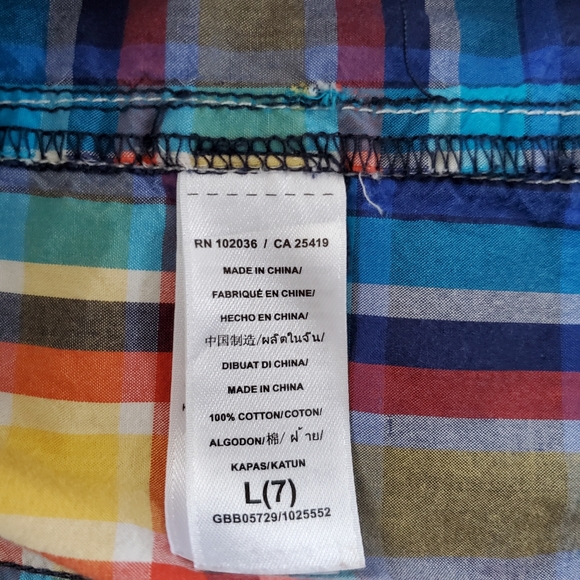 RN 102036 / CA 25419
MADE IN CHINA/
FABRIQUÉ EN CHINE/
HECHO EN CHINA/
中国制造/ผลิตในจีน/
DIBUAT DI CHINA/
MADE IN CHINA
100% COTTON/COTON/
ALGODON/棉/ ฝ้าย/
KAPAS/KATUN
L(7)
GBB05729/1025552